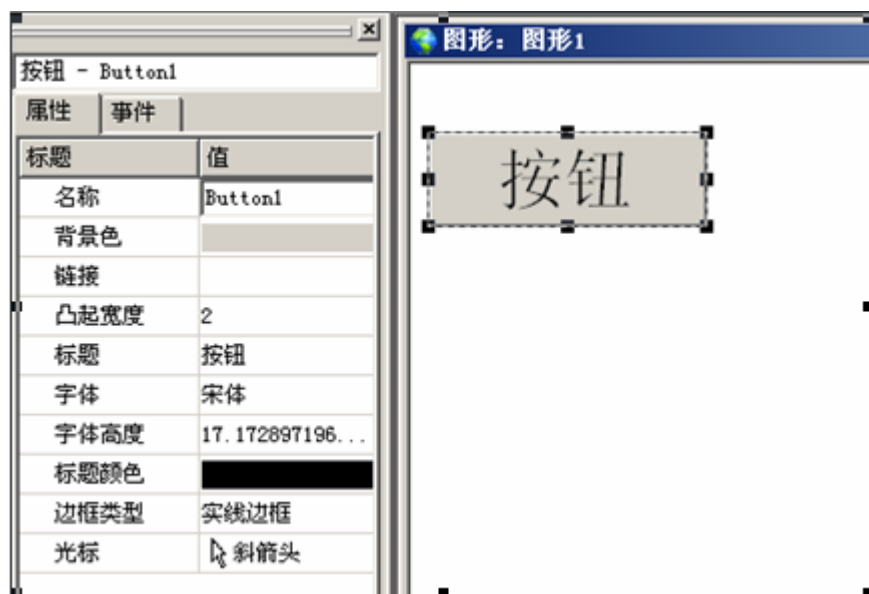 按钮 - Button1
属性 事件
标题 值
名称 Button1
背景色
链接
凸起宽度 2
标题 按钮
字体 宋体
字体高度 17.172897196...
标题颜色
边框类型 实线边框
光标 斜箭头
图形：图形1
按钮